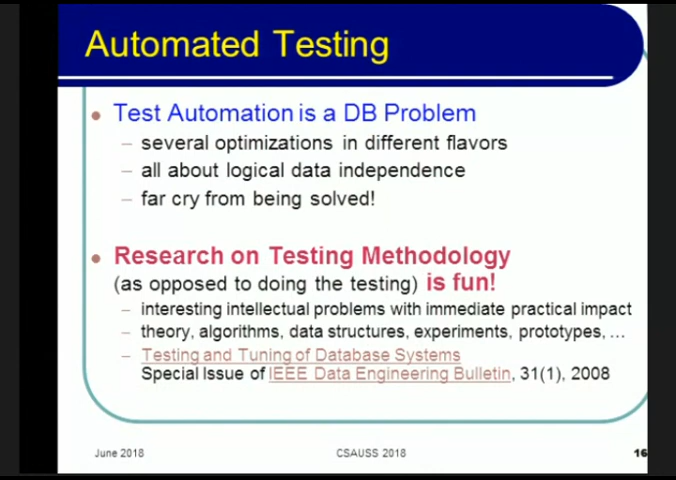 Automated Testing
• Test Automation is a DB Problem
– several optimizations in different flavors
– all about logical data independence
– far cry from being solved!
• Research on Testing Methodology
(as opposed to doing the testing) is fun!
– interesting intellectual problems with immediate practical impact
– theory, algorithms, data structures, experiments, prototypes, …
– Testing and Tuning of Database Systems
Special Issue of IEEE Data Engineering Bulletin, 31(1), 2008
June 2018 CSAUSS 2018 16